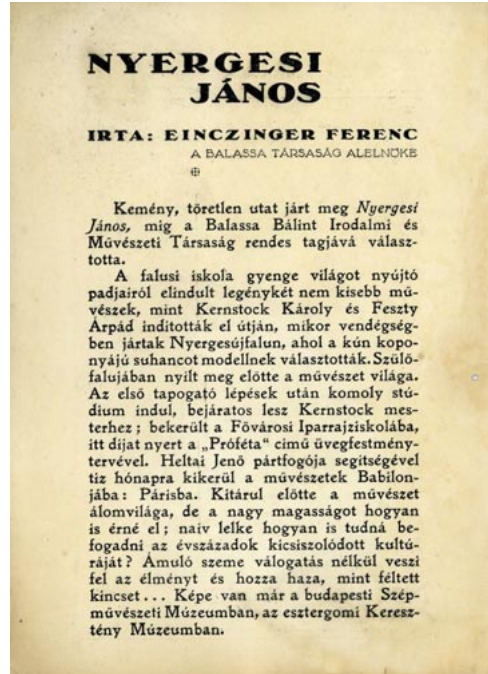 NYERGESI
JÁNOS
IRTA: EINCZINGER FERENC
A BALASSA TÁRSASÁG ALELNÖKE
Kemény, töretlen utat járt meg Nyergesi
János, mig a Balassa Bálint Irodalmi és
Művészeti Társaság rendes tagjává válasz-
totta.
A falusi iskola gyenge világot nyújtó
padjairól elindult legénykét nem kisebb mű-
vészek, mint Kernstock Károly és Feszty
Árpád indították el útján, mikor vendégség-
ben jártak Nyergesújfalun, ahol a kún kopo-
nyájú suhancot modellnek választották. Szülő-
falujában nyilt meg előtte a művészet világa.
Az első tapogató lépések után komoly stú-
dium indul, bejáratos lesz Kernstock mes-
terhez; bekerült a Fővárosi Iparrajziskolába,
itt díjat nyert a „Próféta" című üvegfestmény-
tervével. Heltai Jenő pártfogója segítségével
tiz hónapra kikerül a művészetek Babilon-
jába: Párisba. Kitárul előtte a művészet
álomvilága, de a nagy magasságot hogyan
is érné el; naiv lelke hogyan is tudná be-
fogadni az évszázadok kicsiszolódott kultú-
ráját? Ámuló szeme válogatás nélkül veszi
fel az élményt és hozza haza, mint féltett
kincset... Képe van már a budapesti Szép-
művészeti Múzeumban, az esztergomi Keresz-
tény Múzeumban.